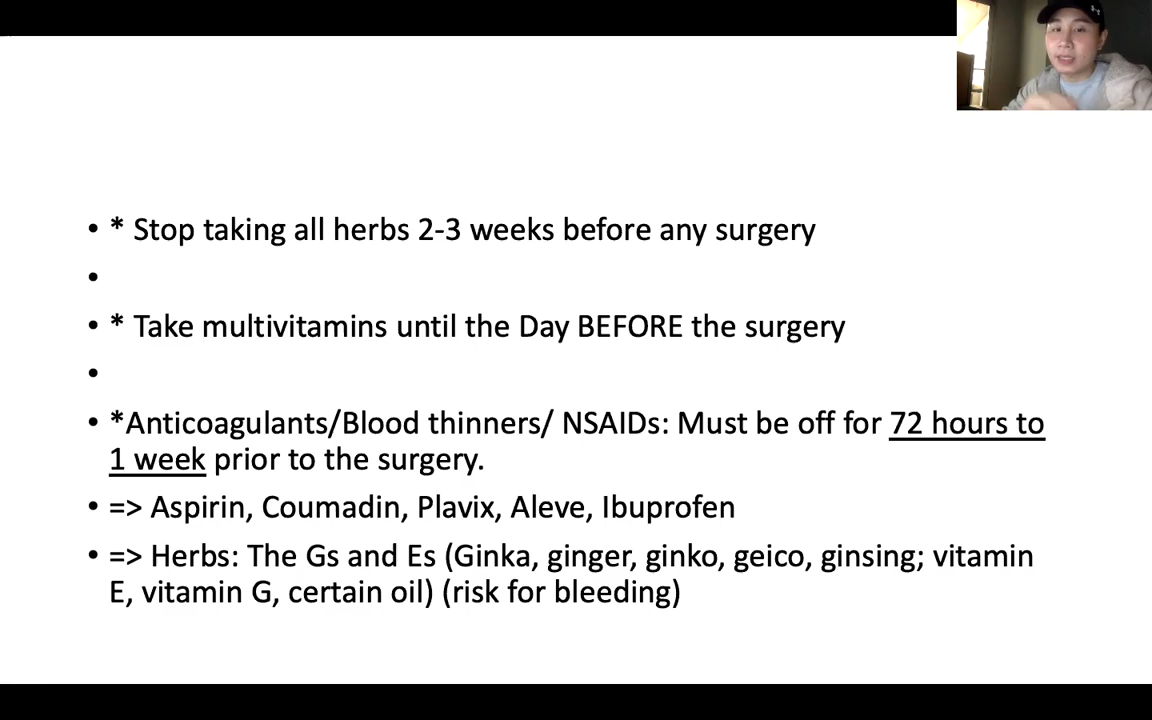 • * Stop taking all herbs 2-3 weeks before any surgery
•
• * Take multivitamins until the Day BEFORE the surgery
•
• *Anticoagulants/Blood thinners/ NSAIDs: Must be off for 72 hours to
1 week prior to the surgery.
• => Aspirin, Coumadin, Plavix, Aleve, Ibuprofen
• => Herbs: The Gs and Es (Ginka, ginger, ginko, geico, ginsing; vitamin
E, vitamin G, certain oil) (risk for bleeding)